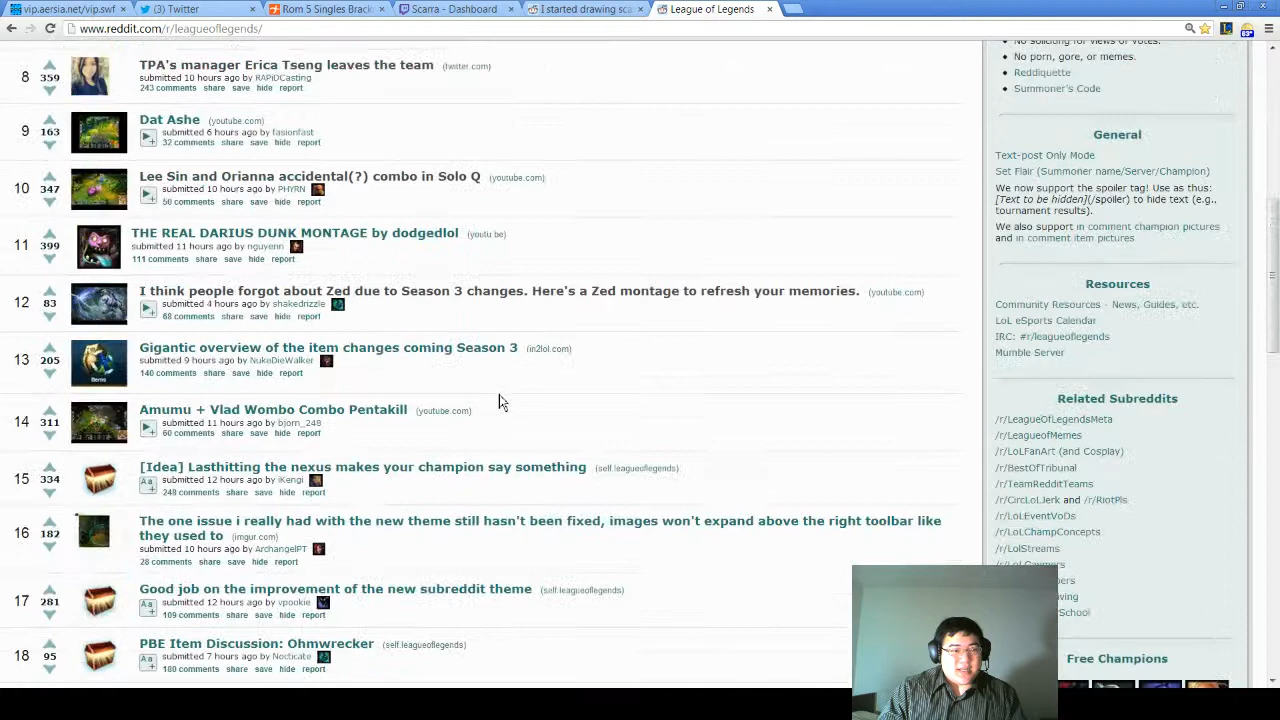 vip.aersia.net/vip.swf
(3) Twitter
Rom 5 Singles Brack
Scarra - Dashboard
I started drawing sca
League of Legends
www.reddit.com/r/leagueoflegends/
89°
8 359 TPA's manager Erica Tseng leaves the team (twitter.com)
submitted 10 hours ago by RAPiDCasting
243 comments share save hide report
9 163 Dat Ashe (youtube.com)
submitted 6 hours ago by fasionfast
32 comments share save hide report
10 347 Lee Sin and Orianna accidental(?) combo in Solo Q (youtube.com)
submitted 10 hours ago by PHYRN
50 comments share save hide report
11 399 THE REAL DARIUS DUNK MONTAGE by dodgedlol (youtu.be)
submitted 11 hours ago by nguyenn
111 comments share save hide report
12 83 I think people forgot about Zed due to Season 3 changes. Here's a Zed montage to refresh your memories. (youtube.com)
submitted 4 hours ago by shakedrizzle
68 comments share save hide report
13 205 Gigantic overview of the item changes coming Season 3 (in2lol.com)
submitted 9 hours ago by NukeDieWalker
140 comments share save hide report
Items
14 311 Amumu + Vlad Wombo Combo Pentakill (youtube.com)
submitted 11 hours ago by bjorn_248
60 comments share save hide report
15 334 [Idea] Lasthitting the nexus makes your champion say something (self.leagueoflegends)
submitted 12 hours ago by iKengi
248 comments share save hide report
16 182 The one issue i really had with the new theme still hasn't been fixed, images won't expand above the right toolbar like
they used to (imgur.com)
submitted 10 hours ago by ArchangelPT
28 comments share save hide report
17 281 Good job on the improvement of the new subreddit theme (self.leagueoflegends)
submitted 12 hours ago by vpookie
109 comments share save hide report
18 95 PBE Item Discussion: Ohmwrecker (self.leagueoflegends)
submitted 7 hours ago by Nocticate
180 comments share save hide report
No soliciting for views or votes.
No porn, gore, or memes.
Reddiquette
Summoner's Code
General
Text-post Only Mode
Set Flair (Summoner name/Server/Champion)
We now support the spoiler tag! Use as thus:
[Text to be hidden](/spoiler) to hide text (e.g.,
tournament results).
We also support in comment champion pictures
and in comment item pictures
Resources
Community Resources - News, Guides, etc.
LoL eSports Calendar
IRC: #r/leagueoflegends
Mumble Server
Related Subreddits
/r/LeagueOfLegendsMeta
/r/LeagueofMemes
/r/LoLFanArt (and Cosplay)
/r/BestOfTribunal
/r/TeamRedditTeams
/r/CircLoLJerk and /r/RiotPls
/r/LoLEventVoDs
/r/LoLChampConcepts
/r/LolStreams
School
Free Champions